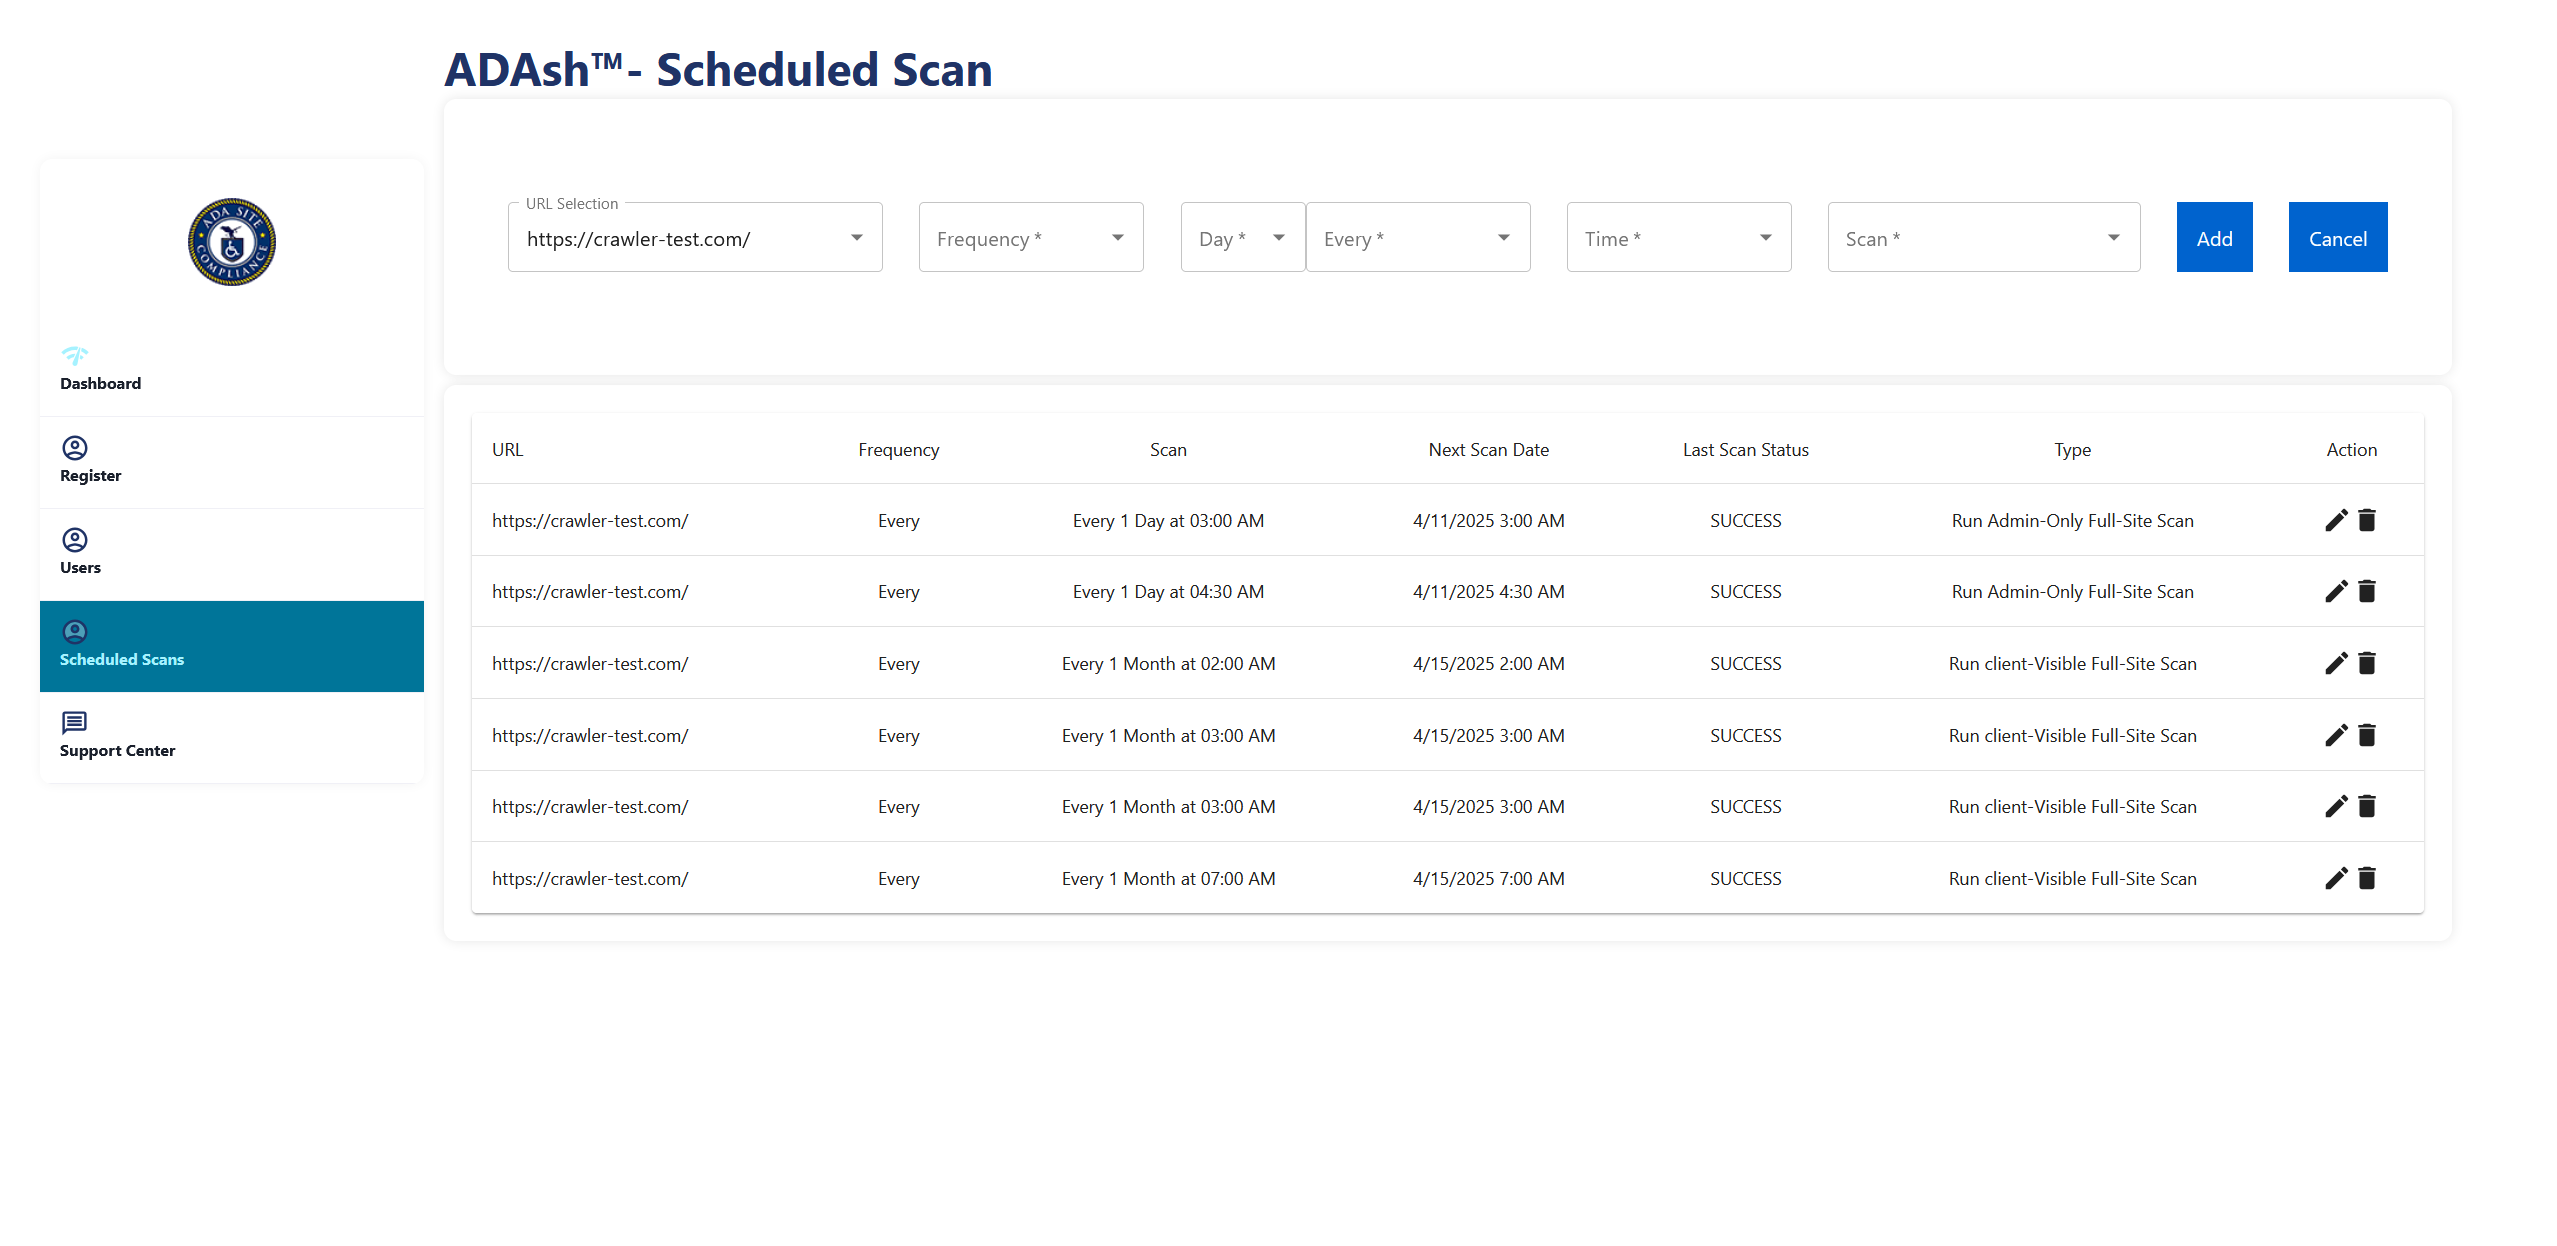 ADAsh™- Scheduled Scan
ADA SITE COMPLIANCE
Dashboard
Register
Users
Scheduled Scans
Support Center
URL Selection
https://crawler-test.com/ Frequency * Day * Every * Time * Scan * Add Cancel
URL Frequency Scan Next Scan Date Last Scan Status Type Action
https://crawler-test.com/ Every Every 1 Day at 03:00 AM 4/11/2025 3:00 AM SUCCESS Run Admin-Only Full-Site Scan
https://crawler-test.com/ Every Every 1 Day at 04:30 AM 4/11/2025 4:30 AM SUCCESS Run Admin-Only Full-Site Scan
https://crawler-test.com/ Every Every 1 Month at 02:00 AM 4/15/2025 2:00 AM SUCCESS Run client-Visible Full-Site Scan
https://crawler-test.com/ Every Every 1 Month at 03:00 AM 4/15/2025 3:00 AM SUCCESS Run client-Visible Full-Site Scan
https://crawler-test.com/ Every Every 1 Month at 03:00 AM 4/15/2025 3:00 AM SUCCESS Run client-Visible Full-Site Scan
https://crawler-test.com/ Every Every 1 Month at 07:00 AM 4/15/2025 7:00 AM SUCCESS Run client-Visible Full-Site Scan